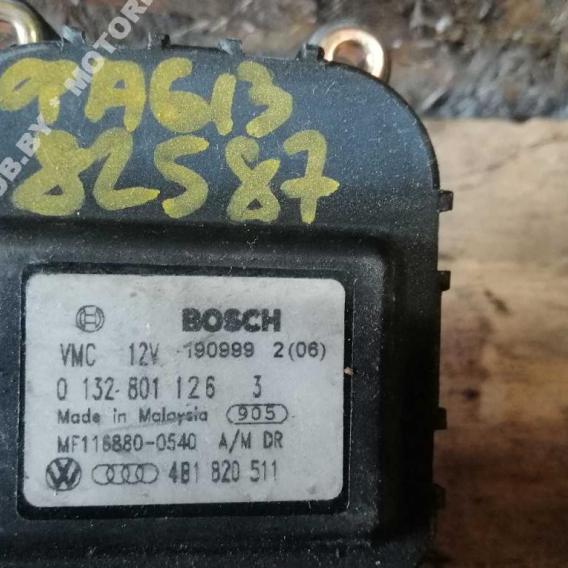 9AG13
82587
BOSCH
VMC 12V 190999 2(06)
0 132 801 126 3
Made in Malaysia 905
MF116880-0540 A/M DR
4B1 820 511